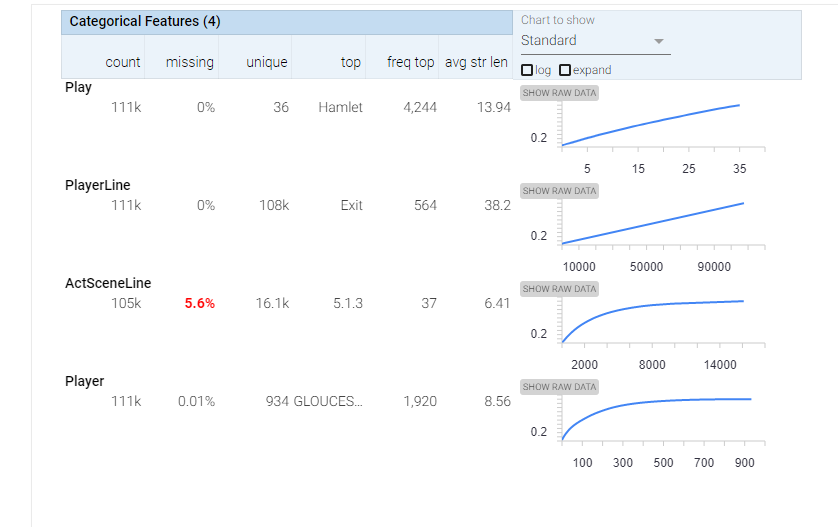 Categorical Features (4)
Chart to show
Standard
count missing unique top freq top avg str len
log expand
Play
SHOW RAW DATA
111k 0% 36 Hamlet 4,244 13.94
0.2
5 15 25 35
PlayerLine
SHOW RAW DATA
111k 0% 108k Exit 564 38.2
0.2
10000 50000 90000
ActSceneLine
SHOW RAW DATA
105k 5.6% 16.1k 5.1.3 37 6.41
0.2
2000 8000 14000
Player
SHOW RAW DATA
111k 0.01% 934 GLOUCES... 1,920 8.56
0.2
100 300 500 700 900